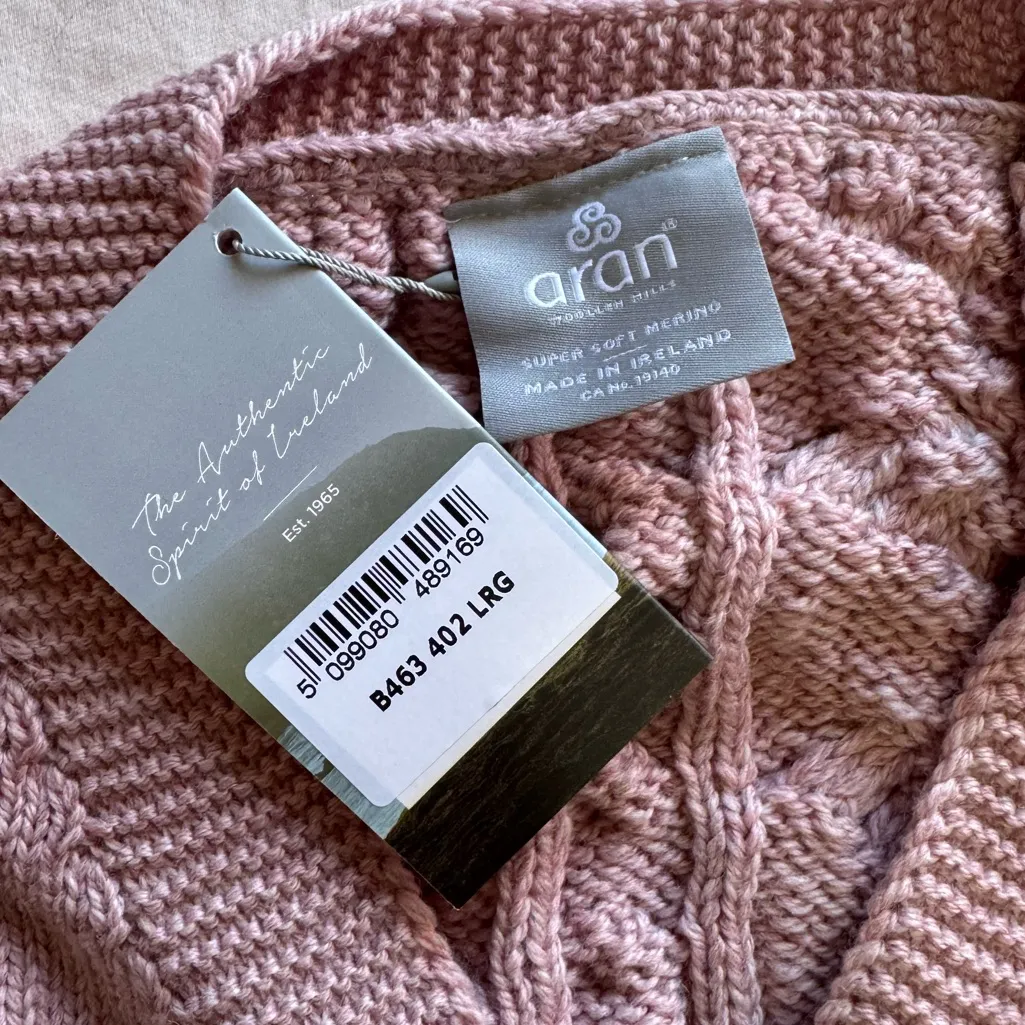 The Authentic
Spirit of Ireland
Est. 1965
5 099080 489169
B463 402 LRG
aran®
WOOLLEN MILLS
SUPER SOFT MERINO
MADE IN IRELAND
CA No. 19140